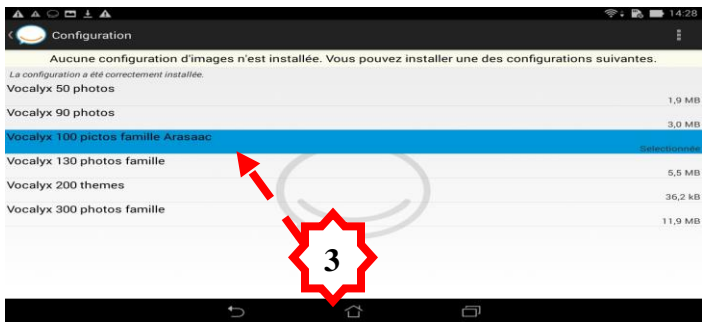 14:28
Configuration
Aucune configuration d'images n'est installée. Vous pouvez installer une des configurations suivantes.
La configuration a été correctement installée.
Vocalyx 50 photos
1,9 MB
Vocalyx 90 photos
3,0 MB
Vocalyx 100 pictos famille Arasaac
Selectionnée
Vocalyx 130 photos famille
5,5 MB
Vocalyx 200 themes
36,2 kB
Vocalyx 300 photos famille
11,9 MB
3